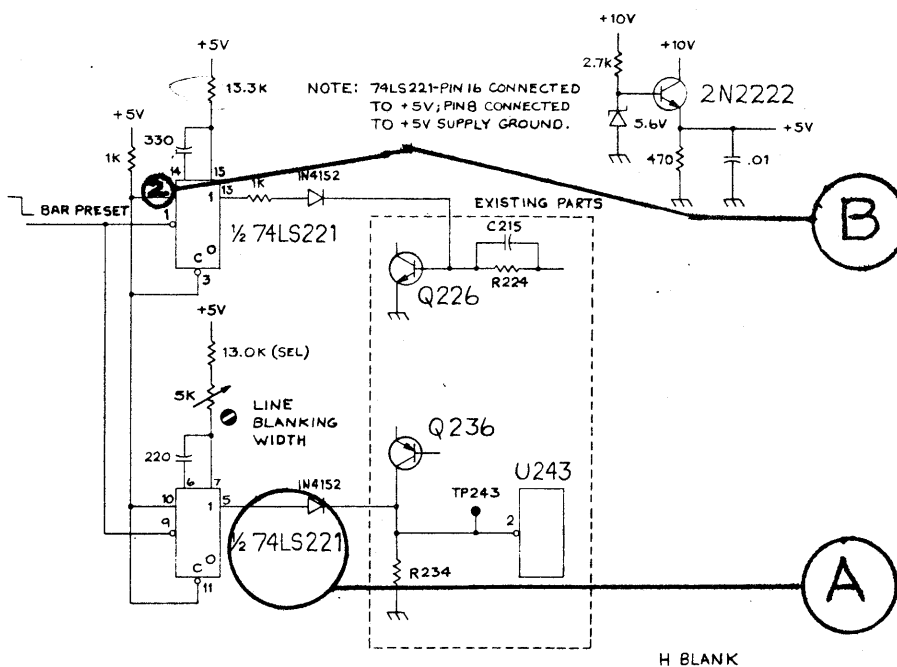 +10V
+10V
2.7K
2N2222
5.6V
+5V
470
.01
+5V
13.3K
NOTE: 74LS221-PIN 16 CONNECTED
TO +5V; PIN 8 CONNECTED
TO +5V SUPPLY GROUND.
+5V
330
1K
14
15
2
13
1
1K
IN4152
BAR PRESET
1
1/2 74LS221
C
O
3
EXISTING PARTS
C215
R224
Q226
B
+5V
13.0K (SEL)
5K
LINE
BLANKING
WIDTH
220
6
7
10
5
1
IN4152
9
1/2 74LS221
C
O
11
Q236
U243
TP243
2
R234
A
H BLANK